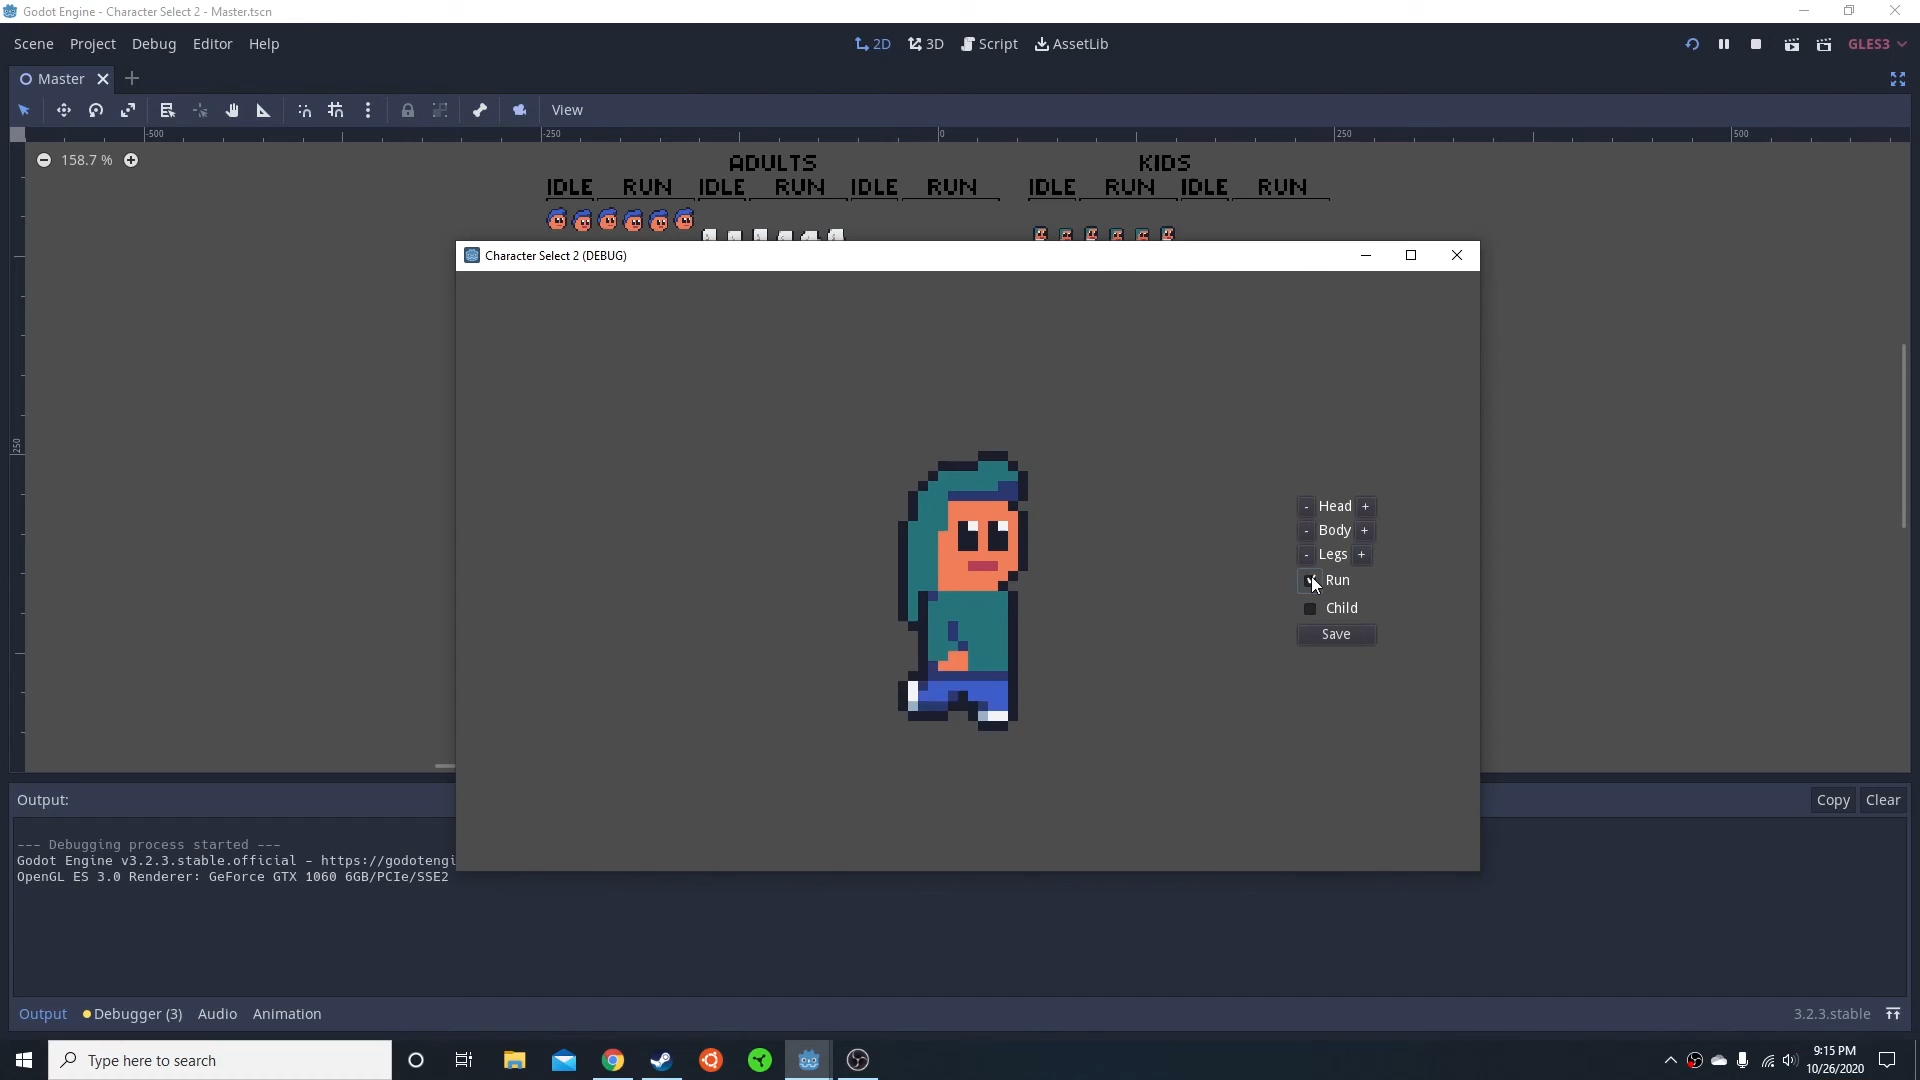 Godot Engine - Character Select 2 - Master.tscn
Scene Project Debug Editor Help
2D 3D Script AssetLib
GLES3
Master
View
-500 -250 0 250 500
158.7 %
250
ADULTS KIDS
IDLE RUN IDLE RUN IDLE RUN IDLE RUN IDLE RUN
Character Select 2 (DEBUG)
- Head +
- Body +
- Legs +
Run
Child
Save
Output:
Copy Clear
--- Debugging process started ---
Godot Engine v3.2.3.stable.official - https://godotengi
OpenGL ES 3.0 Renderer: GeForce GTX 1060 6GB/PCIe/SSE2
Output Debugger (3) Audio Animation
3.2.3.stable
Type here to search
9:15 PM
10/26/2020